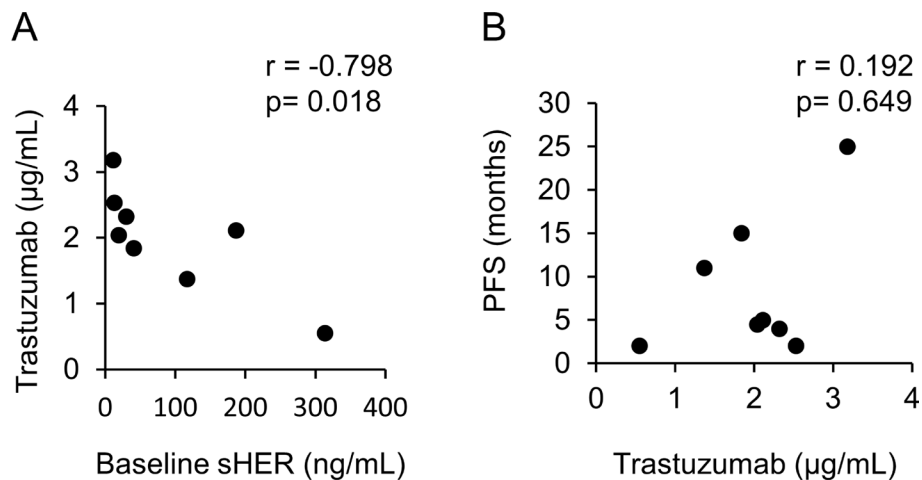 A
r = -0.798
p= 0.018
Trastuzumab (µg/mL)
4
3
2
1
0
0 100 200 300 400
Baseline sHER (ng/mL)
B
r = 0.192
p= 0.649
PFS (months)
30
25
20
15
10
5
0
0 1 2 3 4
Trastuzumab (µg/mL)